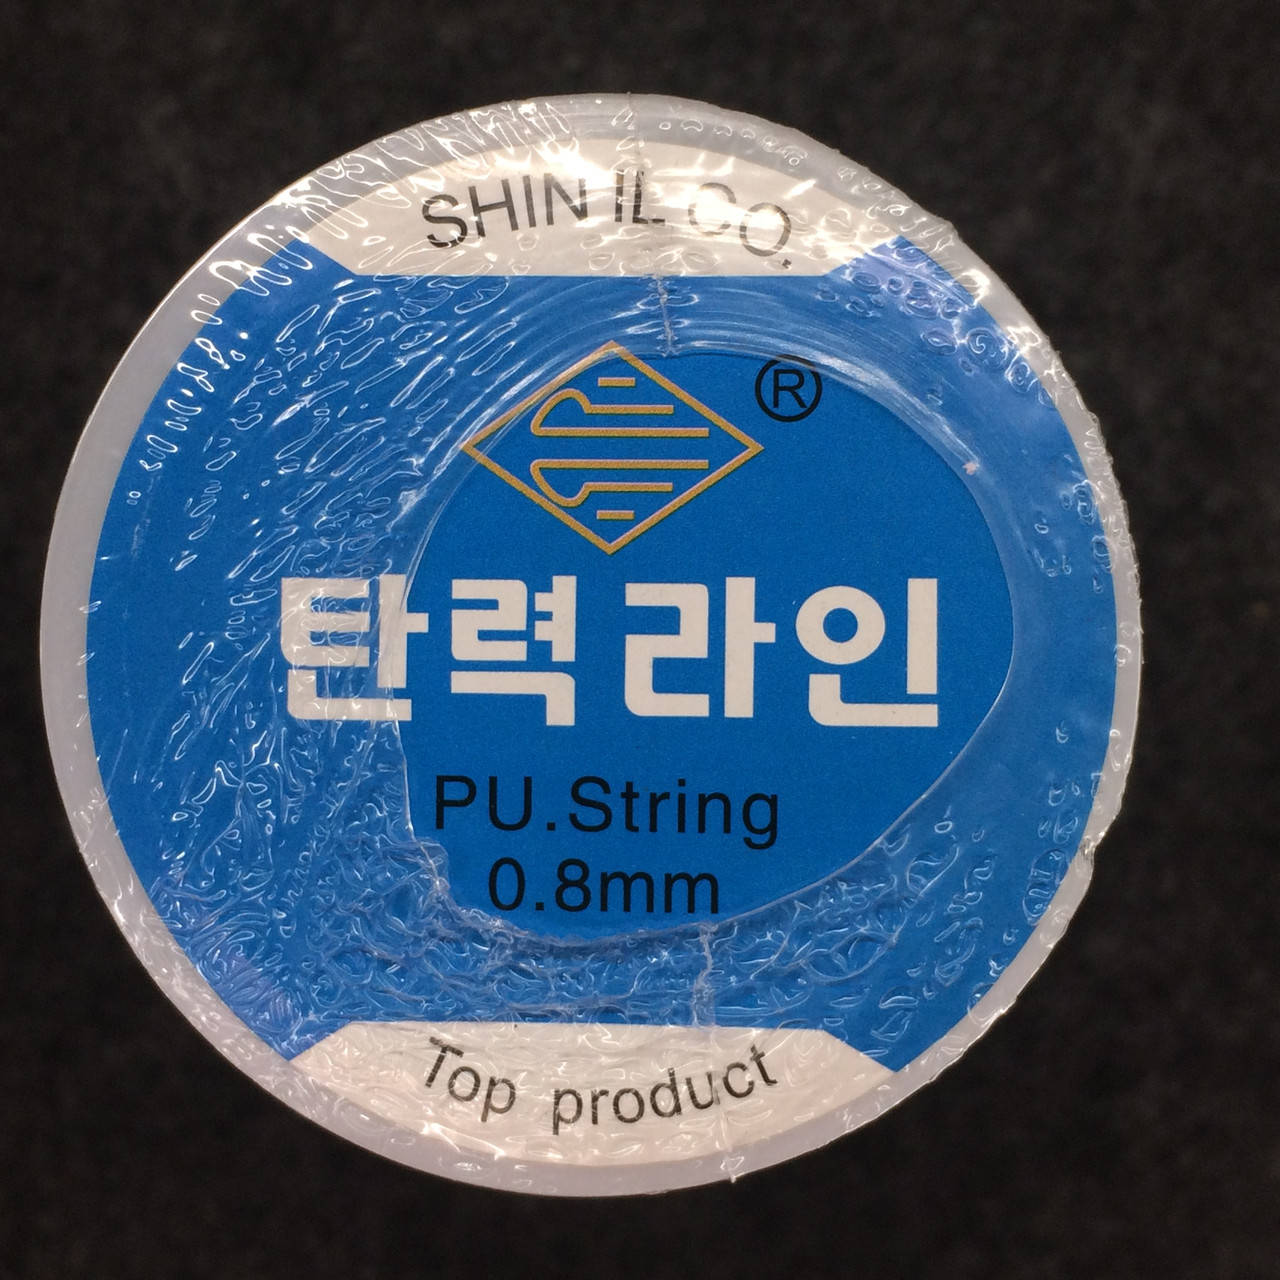 SHIN IL CO.
®
탄력 라인
PU.String
0.8mm
Top product